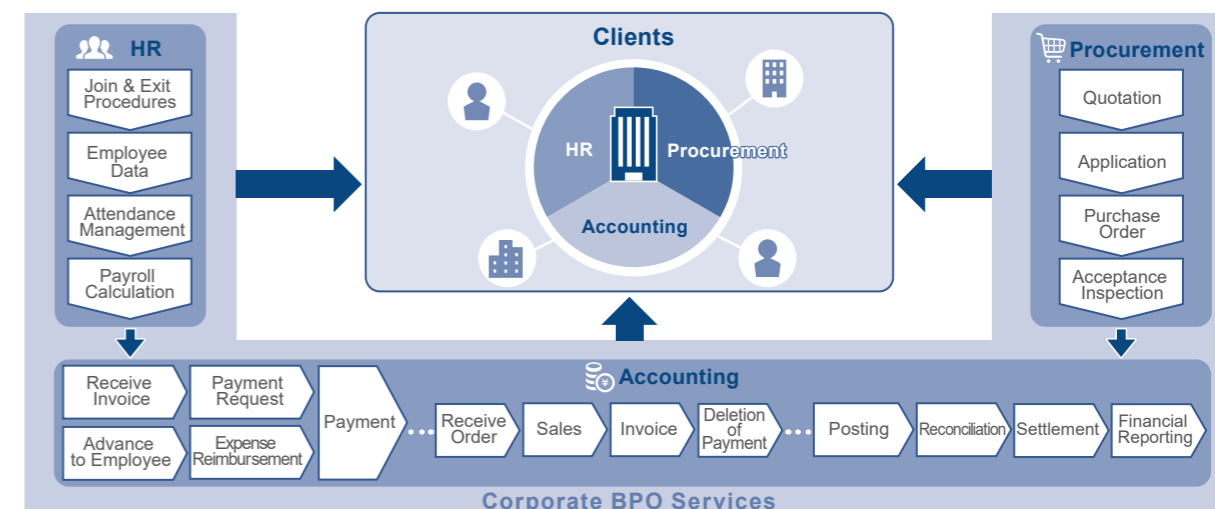 HR
Join & Exit
Procedures
Employee
Data
Attendance
Management
Payroll
Calculation
Clients
HR
Procurement
Accounting
Procurement
Quotation
Application
Purchase
Order
Acceptance
Inspection
¥
Accounting
Receive
Invoice
Payment
Request
Advance
to Employee
Expense
Reimbursement
Payment
...
Receive
Order
Sales
Invoice
Deletion
of
Payment
...
Posting
Reconciliation
Settlement
Financial
Reporting
Corporate BPO Services